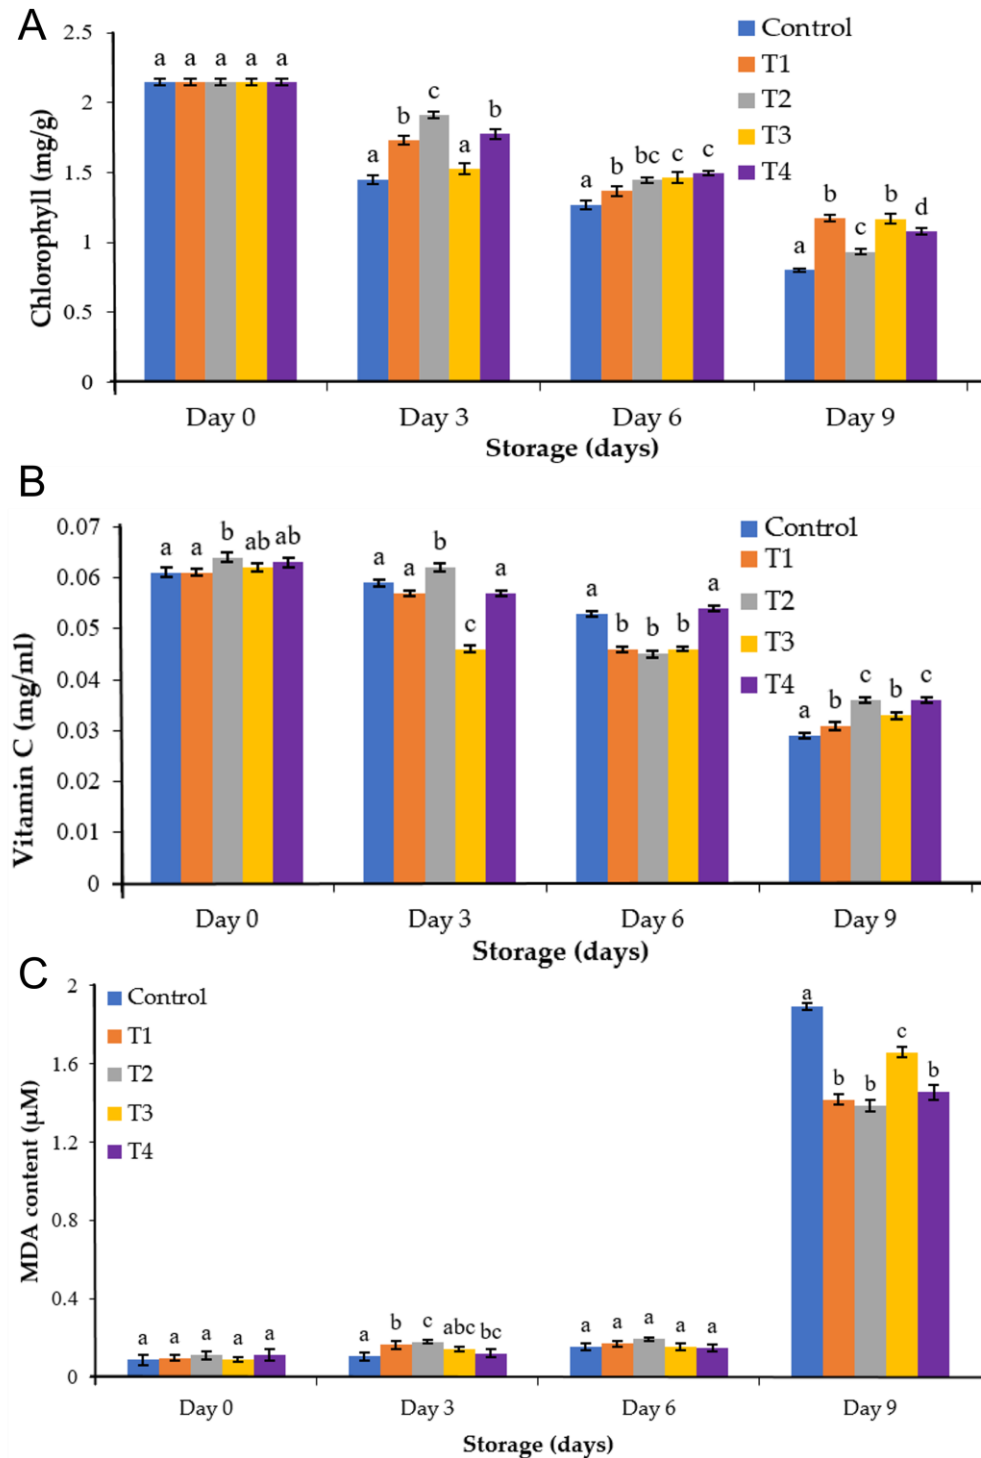 A
2.5
2
1.5
1
0.5
0
Chlorophyll (mg/g)
Control
T1
T2
T3
T4
a a a a a
a b c a b
a b bc c c
a b c b d
Day 0 Day 3 Day 6 Day 9
Storage (days)
B
0.07
0.06
0.05
0.04
0.03
0.02
0.01
0
Vitamin C (mg/ml)
Control
T1
T2
T3
T4
a a b ab ab
a a b c a
a b b b a
a b c b c
Day 0 Day 3 Day 6 Day 9
Storage (days)
C
2
1.6
1.2
0.8
0.4
0
MDA content (μM)
Control
T1
T2
T3
T4
a a a a a
a b c abc bc
a a a a a
a b b c b
Day 0 Day 3 Day 6 Day 9
Storage (days)